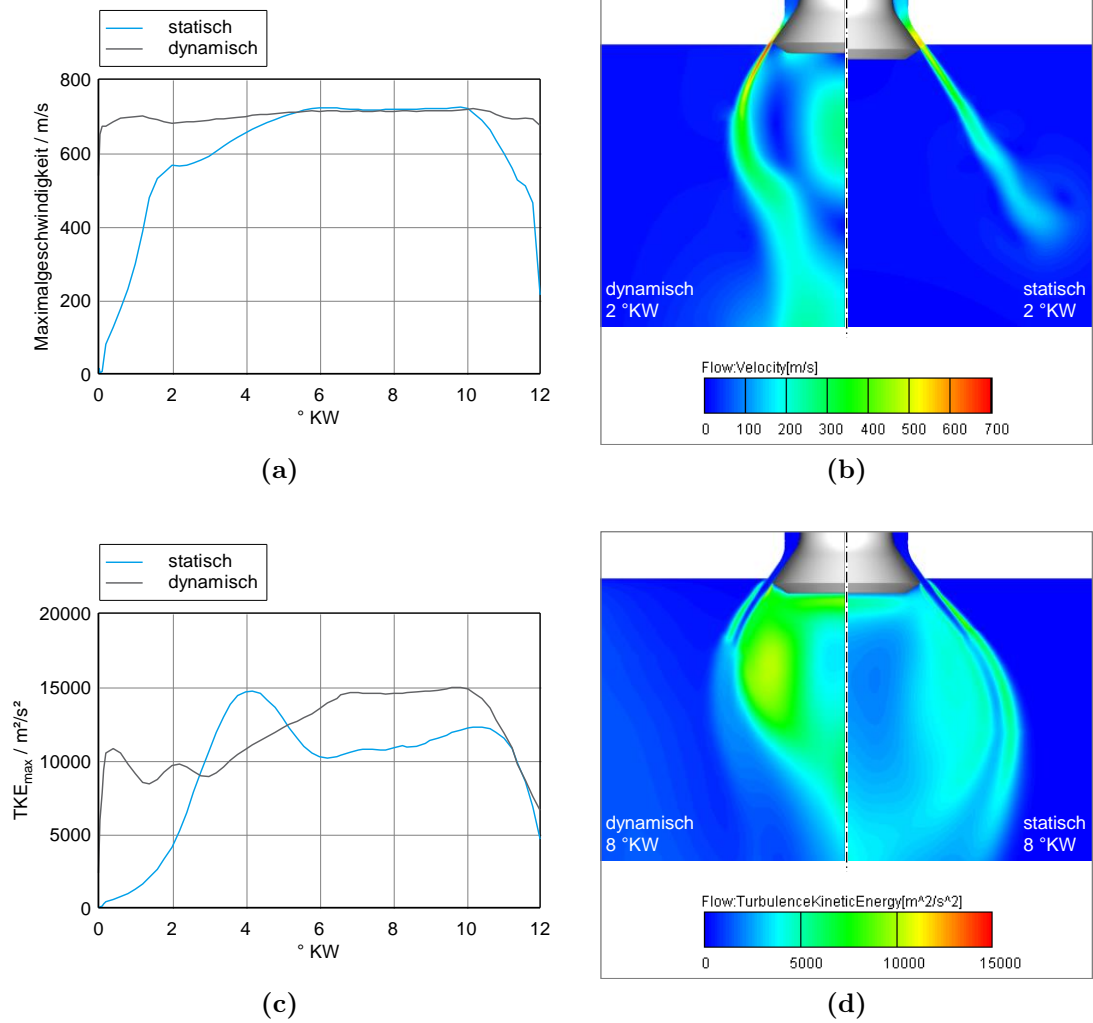 statisch
dynamisch
800
600
400
200
0
Maximalgeschwindigkeit / m/s
0 2 4 6 8 10 12
° KW
(a)
dynamisch
2 °KW
statisch
2 °KW
Flow:Velocity[m/s]
0 100 200 300 400 500 600 700
(b)
statisch
dynamisch
20000
15000
10000
5000
0
TKEmax / m²/s²
0 2 4 6 8 10 12
° KW
(c)
dynamisch
8 °KW
statisch
8 °KW
Flow:TurbulenceKineticEnergy[m^2/s^2]
0 5000 10000 15000
(d)